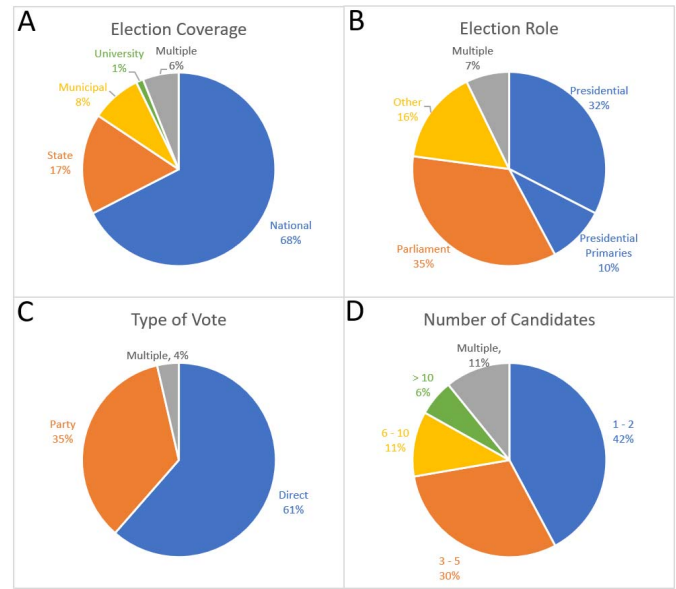 A
Election Coverage
University
1%
Multiple
6%
Municipal
8%
State
17%
National
68%
B
Election Role
Multiple
7%
Presidential
32%
Other
16%
Parliament
35%
Presidential
Primaries
10%
C
Type of Vote
Multiple, 4%
Party
35%
Direct
61%
D
Number of Candidates
Multiple,
11%
> 10
6%
6 - 10
11%
1 - 2
42%
3 - 5
30%